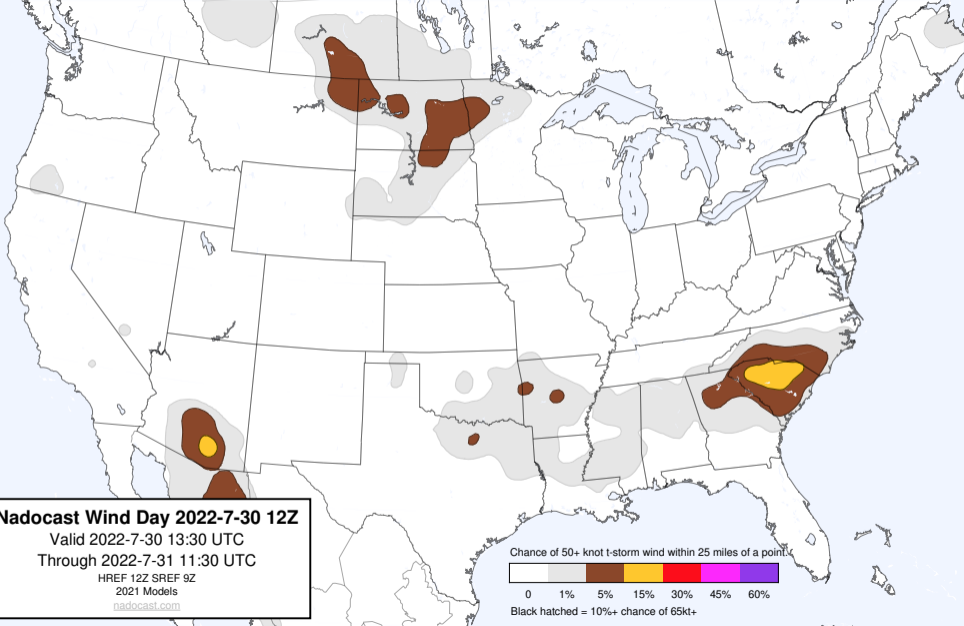 Nadocast Wind Day 2022-7-30 12Z
Valid 2022-7-30 13:30 UTC
Through 2022-7-31 11:30 UTC
HREF 12Z SREF 9Z
2021 Models
nadocast.com
Chance of 50+ knot t-storm wind within 25 miles of a point.
0 1% 5% 15% 30% 45% 60%
Black hatched = 10%+ chance of 65kt+